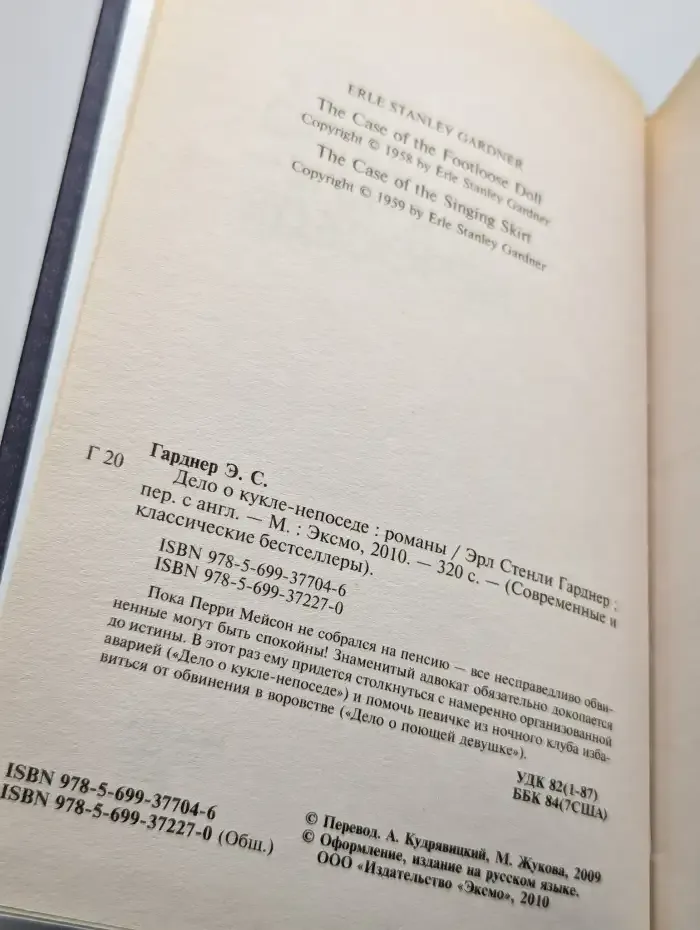 ERLE STANLEY GARDNER
The Case of the Footloose Doll
Copyright © 1958 by Erle Stanley Gardner
The Case of the Singing Skirt
Copyright © 1959 by Erle Stanley Gardner
Гарднер Э. С.
Г 20 Дело о кукле-непоседе : романы / Эрл Стенли Гарднер ;
пер. с англ. — М. : Эксмо, 2010. — 320 с. — (Современные и
классические бестселлеры).
ISBN 978-5-699-37704-6
ISBN 978-5-699-37227-0
Пока Перри Мейсон не собрался на пенсию — все несправедливо обви-
ненные могут быть спокойны! Знаменитый адвокат обязательно докопается
до истины. В этот раз ему придется столкнуться с намеренно организованной
аварией («Дело о кукле-непоседе») и помочь певичке из ночного клуба изба-
виться от обвинения в воровстве («Дело о поющей девушке»).
УДК 82(1-87)
ББК 84(7США)
ISBN 978-5-699-37704-6
ISBN 978-5-699-37227-0 (Общ.)
© Перевод. А. Кудрявицкий, М. Жукова, 2009
© Оформление, издание на русском языке.
ООО «Издательство «Эксмо», 2010